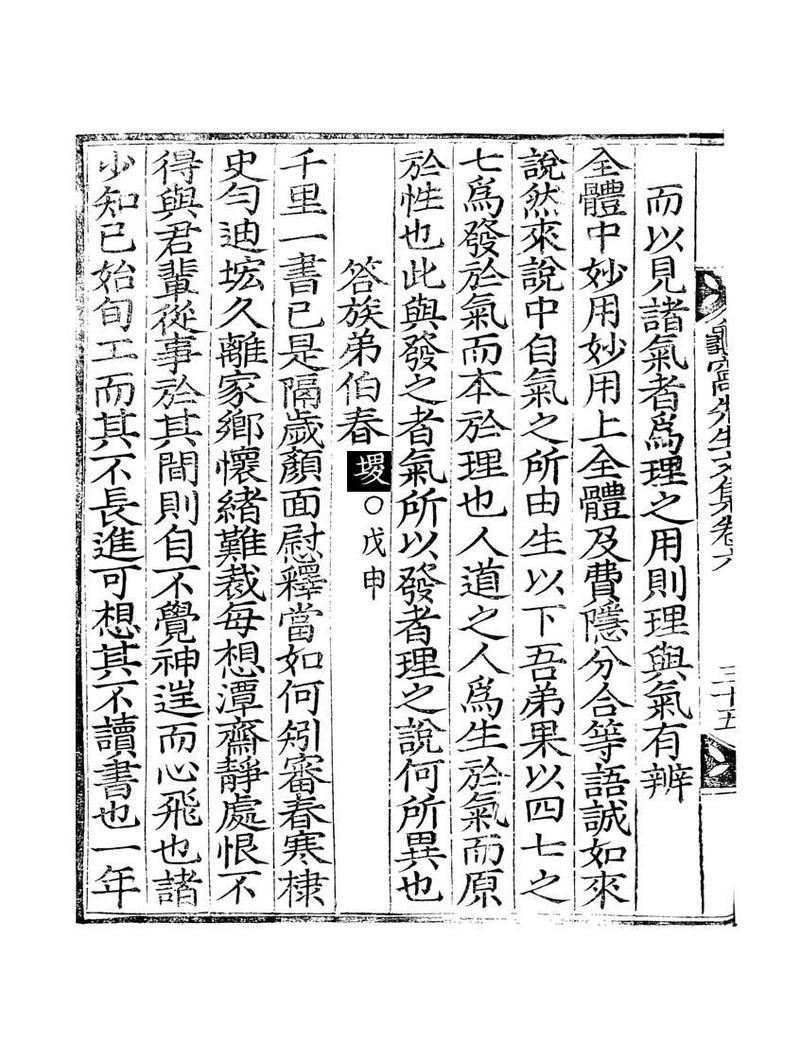 龜窩先生文集卷六 三十五
而以見諸氣者爲理之用則理與氣有辨
全體中妙用妙用上全體及費隱分合等語誠如來
說然來說中自氣之所由生以下吾弟果以四七之
七爲發於氣而本於理也人道之人爲生於氣而原
於性也此與發之者氣所以發者理之說何所異也
答族弟伯春 ○戊申
千里一書已是隔歲顏面慰釋當如何矧審春寒棣
史勻迪㙆久離家鄉懷緒難裁每想潭齋靜處恨不
得與君輩從事於其間則自不覺神而心飛也諸
少知已始旬工而其不長進可想其不讀書也一年